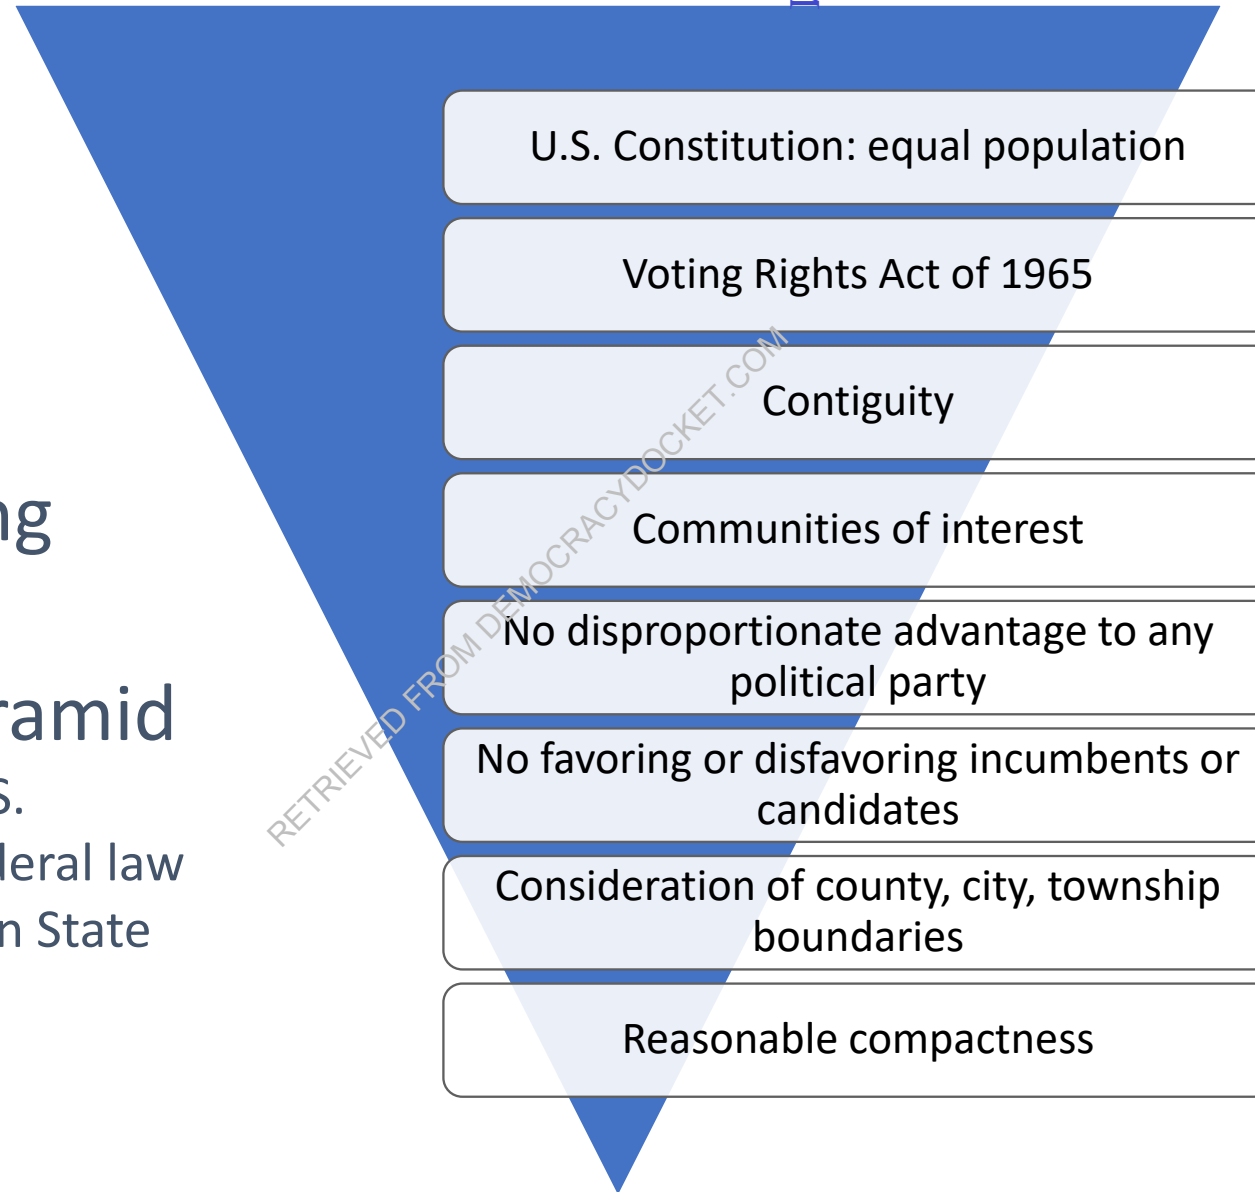 ng
ramid
S.
deral law
n State
U.S. Constitution: equal population
Voting Rights Act of 1965
Contiguity
Communities of interest
No disproportionate advantage to any
political party
No favoring or disfavoring incumbents or
candidates
Consideration of county, city, township
boundaries
Reasonable compactness
RETRIEVED FROM DEMOCRACYDOCKET.COM